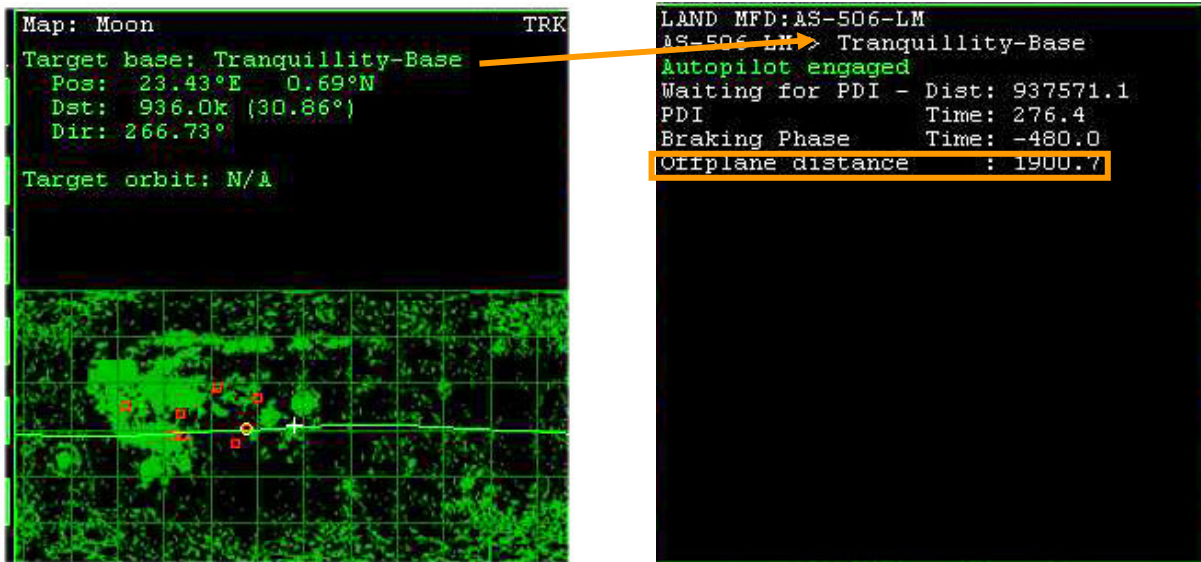 Map: Moon TRK
Target base: Tranquillity-Base
Pos: 23.43°E 0.69°N
Dst: 936.0k (30.86°)
Dir: 266.73°
Target orbit: N/A
LAND MFD:AS-506-LM
AS-506-LM > Tranquillity-Base
Autopilot engaged
Waiting for PDI - Dist: 937571.1
PDI Time: 276.4
Braking Phase Time: -480.0
Offplane distance : 1900.7